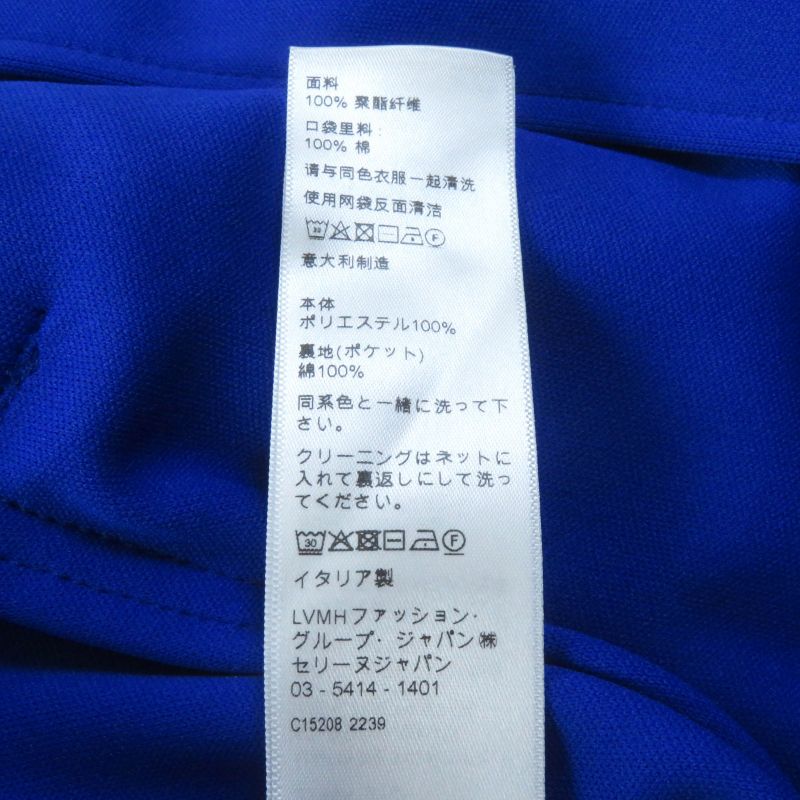 面料
100% 聚酯纤维
口袋里料:
100% 棉
请与同色衣服一起清洗
使用网袋反面清洁
30 F
意大利制造
本体
ポリエステル100%
裏地(ポケット)
綿100%
同系色と一緒に洗って下
さい。
クリーニングはネットに
入れて裏返しにして洗っ
てください。
30 F
イタリア製
LVMHファッション・
グループ・ジャパン㈱
セリーヌジャパン
03 - 5414 - 1401
C15208 2239